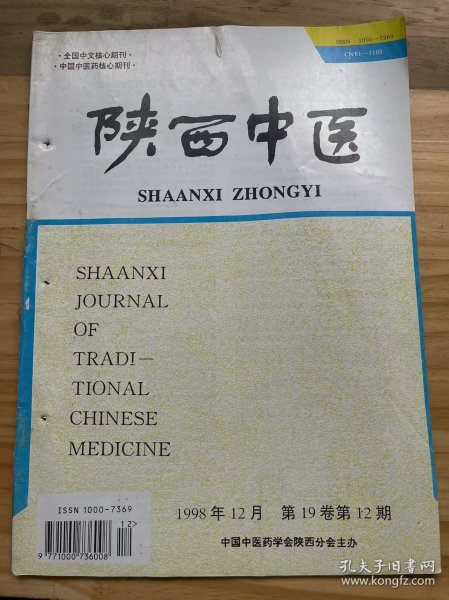 ·全国中文核心期刊·
·中国中医药核心期刊·
ISSN 1000-7369
CN61-1105
陕西中医
SHAANXI ZHONGYI
SHAANXI
JOURNAL
OF
TRADI-
TIONAL
CHINESE
MEDICINE
ISSN 1000-7369
12>
9 771000 736008
1998年12月 第19卷第12期
中国中医药学会陕西分会主办
孔夫子旧书网
www.kongfz.com